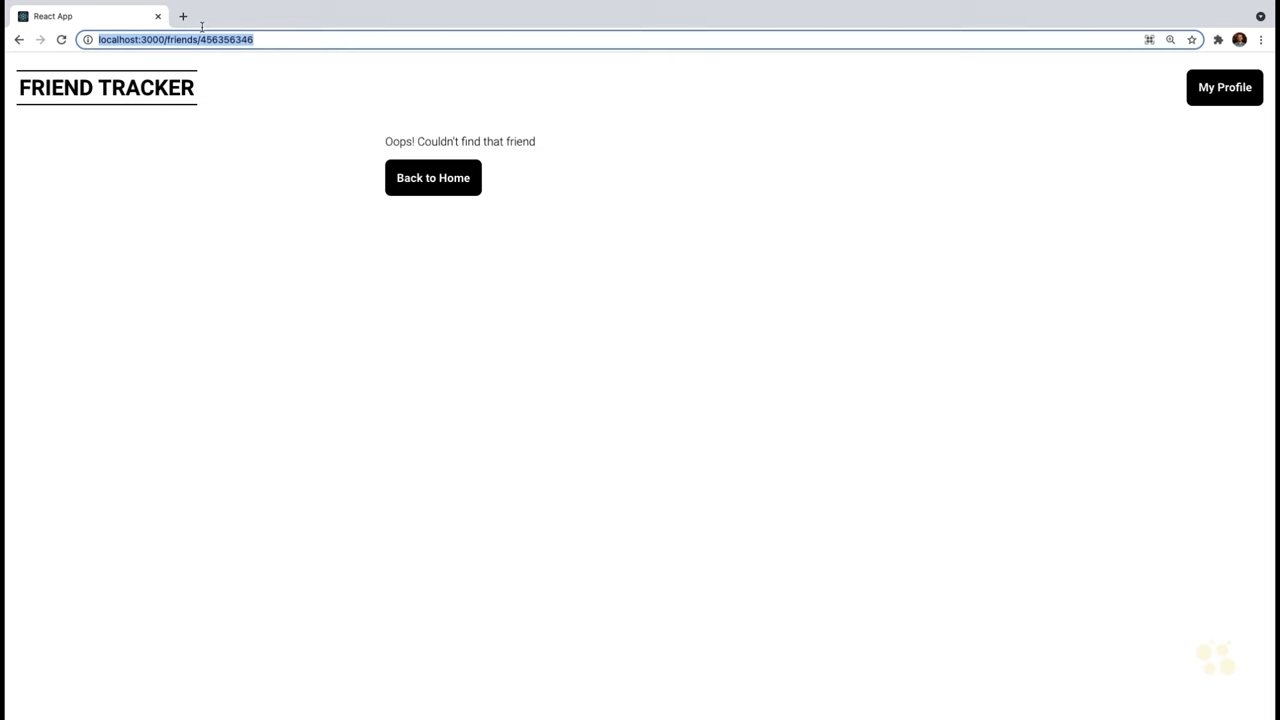 React App
localhost:3000/friends/456356346
FRIEND TRACKER
My Profile
Oops! Couldn't find that friend
Back to Home